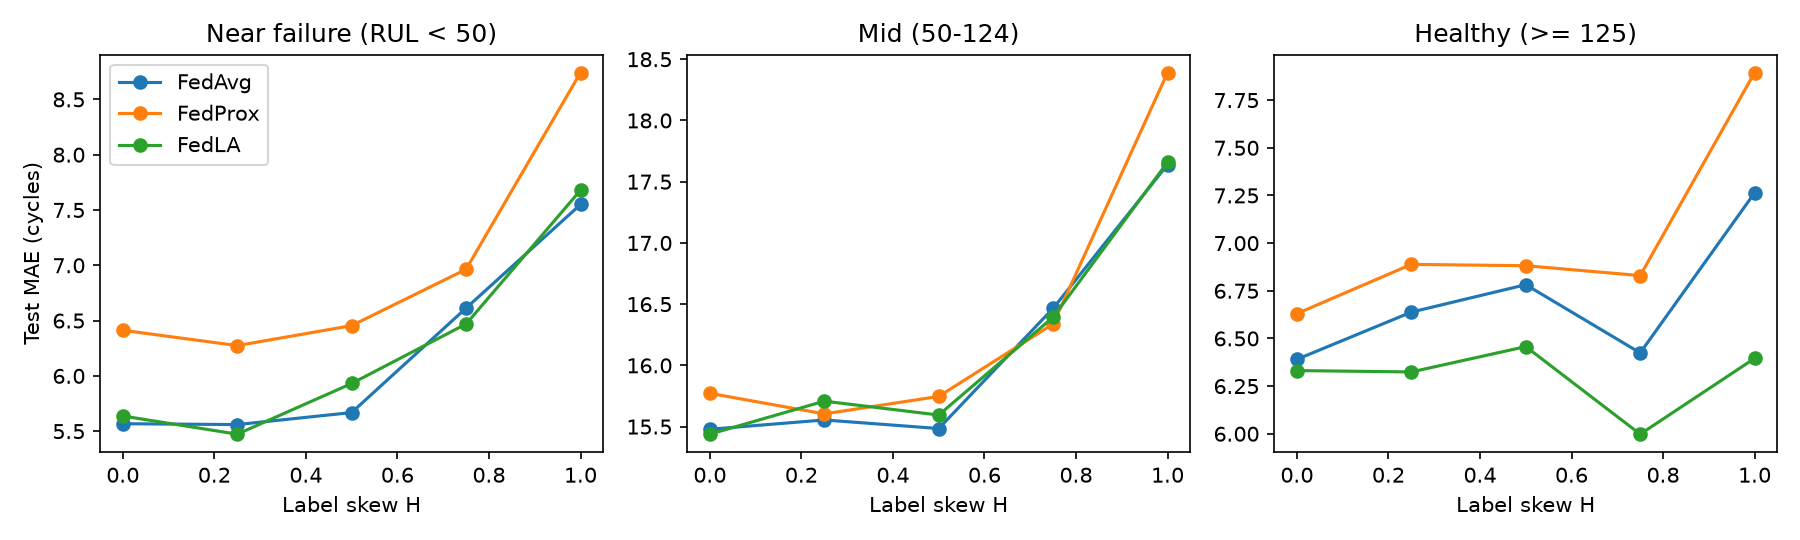 Near failure (RUL < 50)
FedAvg
FedProx
FedLA
Test MAE (cycles)
8.5
8.0
7.5
7.0
6.5
6.0
5.5
0.0 0.2 0.4 0.6 0.8 1.0
Label skew H
Mid (50-124)
18.5
18.0
17.5
17.0
16.5
16.0
15.5
0.0 0.2 0.4 0.6 0.8 1.0
Label skew H
Healthy (>= 125)
7.75
7.50
7.25
7.00
6.75
6.50
6.25
6.00
0.0 0.2 0.4 0.6 0.8 1.0
Label skew H